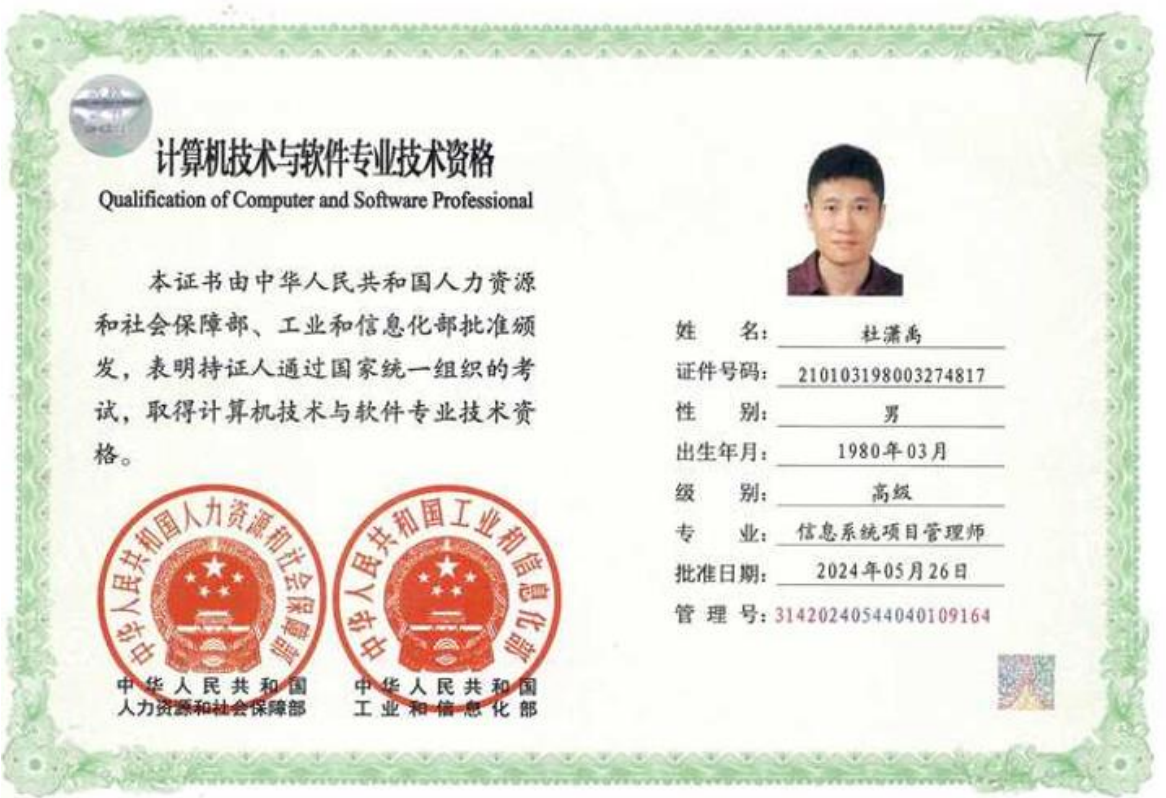 7
计算机技术与软件专业技术资格
Qualification of Computer and Software Professional
本证书由中华人民共和国人力资源
和社会保障部、工业和信息化部批准颁
发，表明持证人通过国家统一组织的考
试，取得计算机技术与软件专业技术资
格。
姓 名：杜潇禹
证件号码：210103198003274817
性 别：男
出生年月：1980年03月
级 别：高级
专 业：信息系统项目管理师
批准日期：2024年05月26日
管 理 号：31420240544040109164
中华人民共和国人力资源和社会保障部
中华人民共和国工业和信息化部
中华人民共和国
人力资源和社会保障部
中华人民共和国
工业和信息化部